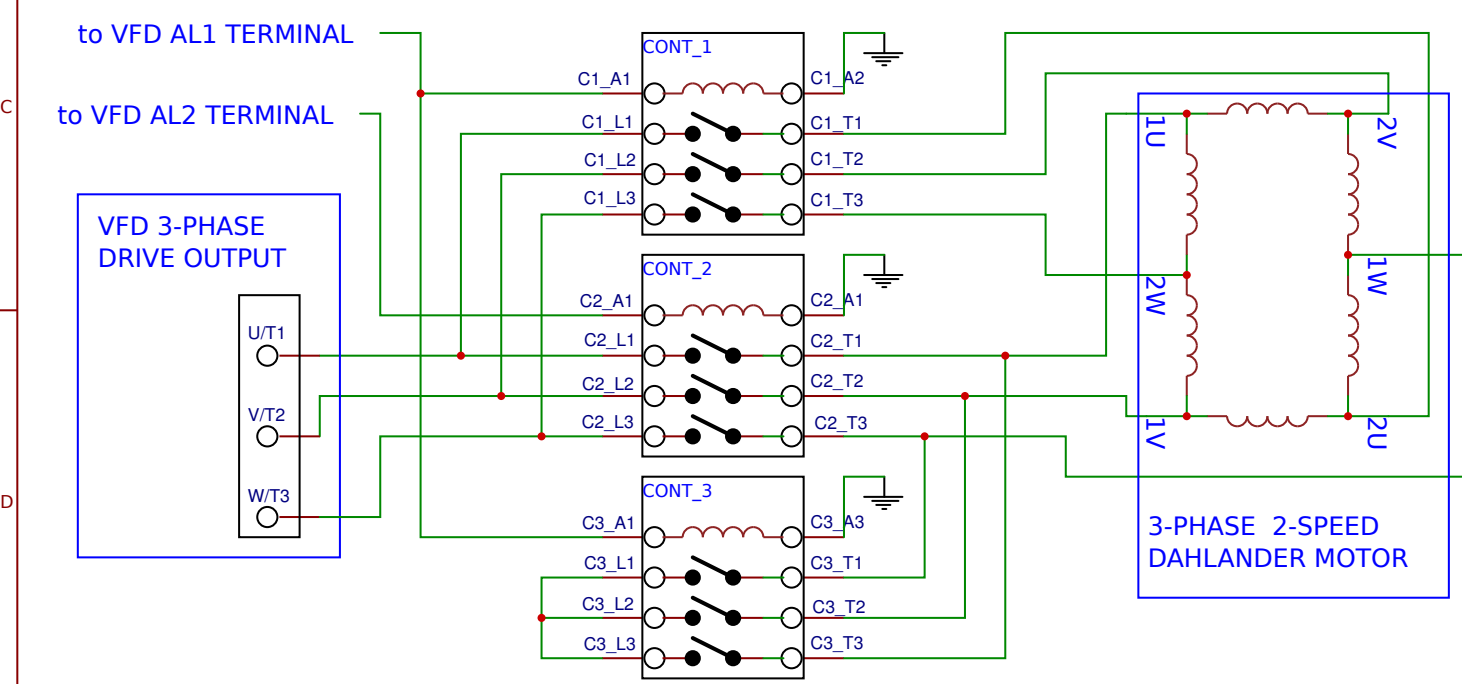 to VFD AL1 TERMINAL
to VFD AL2 TERMINAL
C
D
VFD 3-PHASE
DRIVE OUTPUT
U/T1
V/T2
W/T3
CONT_1
C1_A1
C1_A2
C1_L1
C1_T1
C1_L2
C1_T2
C1_L3
C1_T3
CONT_2
C2_A1
C2_A1
C2_L1
C2_T1
C2_L2
C2_T2
C2_L3
C2_T3
CONT_3
C3_A1
C3_A3
C3_L1
C3_T1
C3_L2
C3_T2
C3_L3
C3_T3
1U
2V
2W
1W
1V
2U
3-PHASE 2-SPEED
DAHLANDER MOTOR